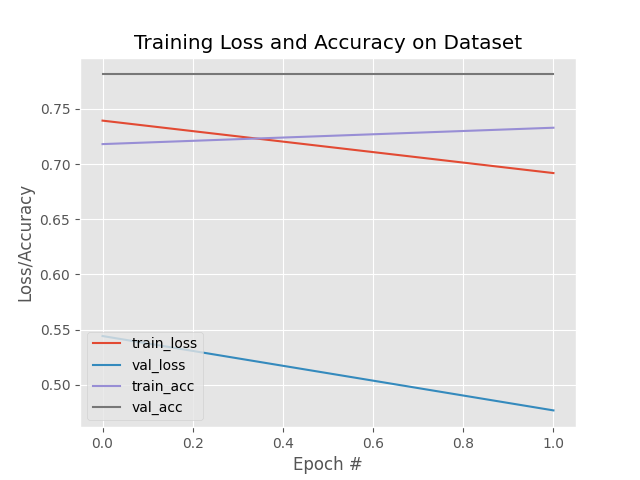 Training Loss and Accuracy on Dataset
Loss/Accuracy
0.75
0.70
0.65
0.60
0.55
0.50
train_loss
val_loss
train_acc
val_acc
0.0 0.2 0.4 0.6 0.8 1.0
Epoch #